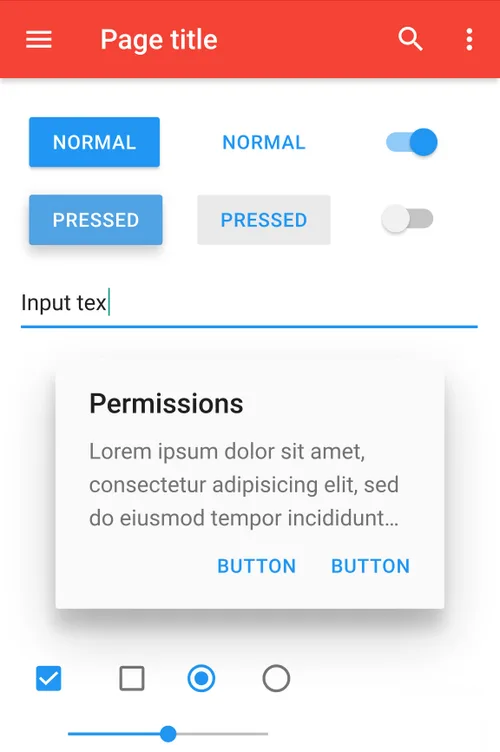 Page title
NORMAL NORMAL
PRESSED PRESSED
Input tex
Permissions
Lorem ipsum dolor sit amet,
consectetur adipisicing elit, sed
do eiusmod tempor incididunt…
BUTTON BUTTON